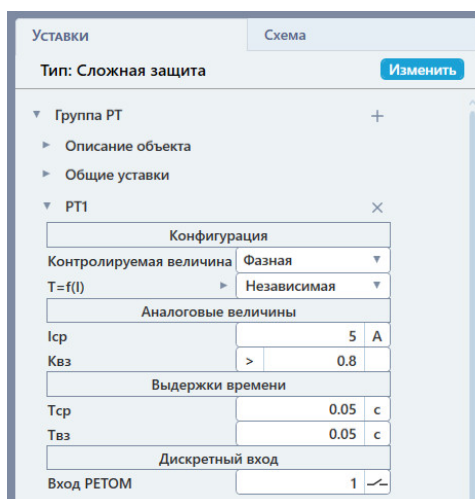 Уставки Схема
Тип: Сложная защита Изменить
Группа РТ
Описание объекта
Общие уставки
РТ1
Конфигурация
Контролируемая величина Фазная
T=f(I) Независимая
Аналоговые величины
Iср 5 А
Квз > 0.8
Выдержки времени
Тср 0.05 с
Твз 0.05 с
Дискретный вход
Вход РЕТОМ 1